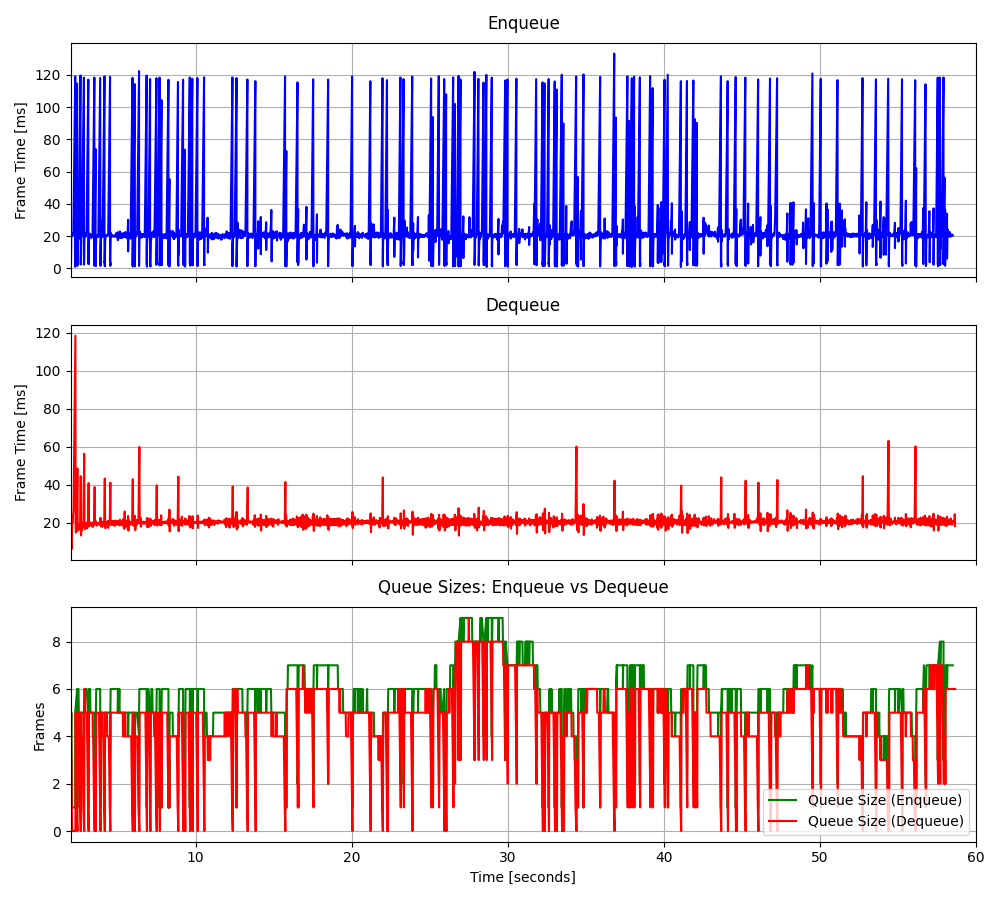 Enqueue
Frame Time [ms]
120
100
80
60
40
20
0
Dequeue
Frame Time [ms]
120
100
80
60
40
20
Queue Sizes: Enqueue vs Dequeue
Frames
8
6
4
2
0
Queue Size (Enqueue)
Queue Size (Dequeue)
10 20 30 40 50 60
Time [seconds]